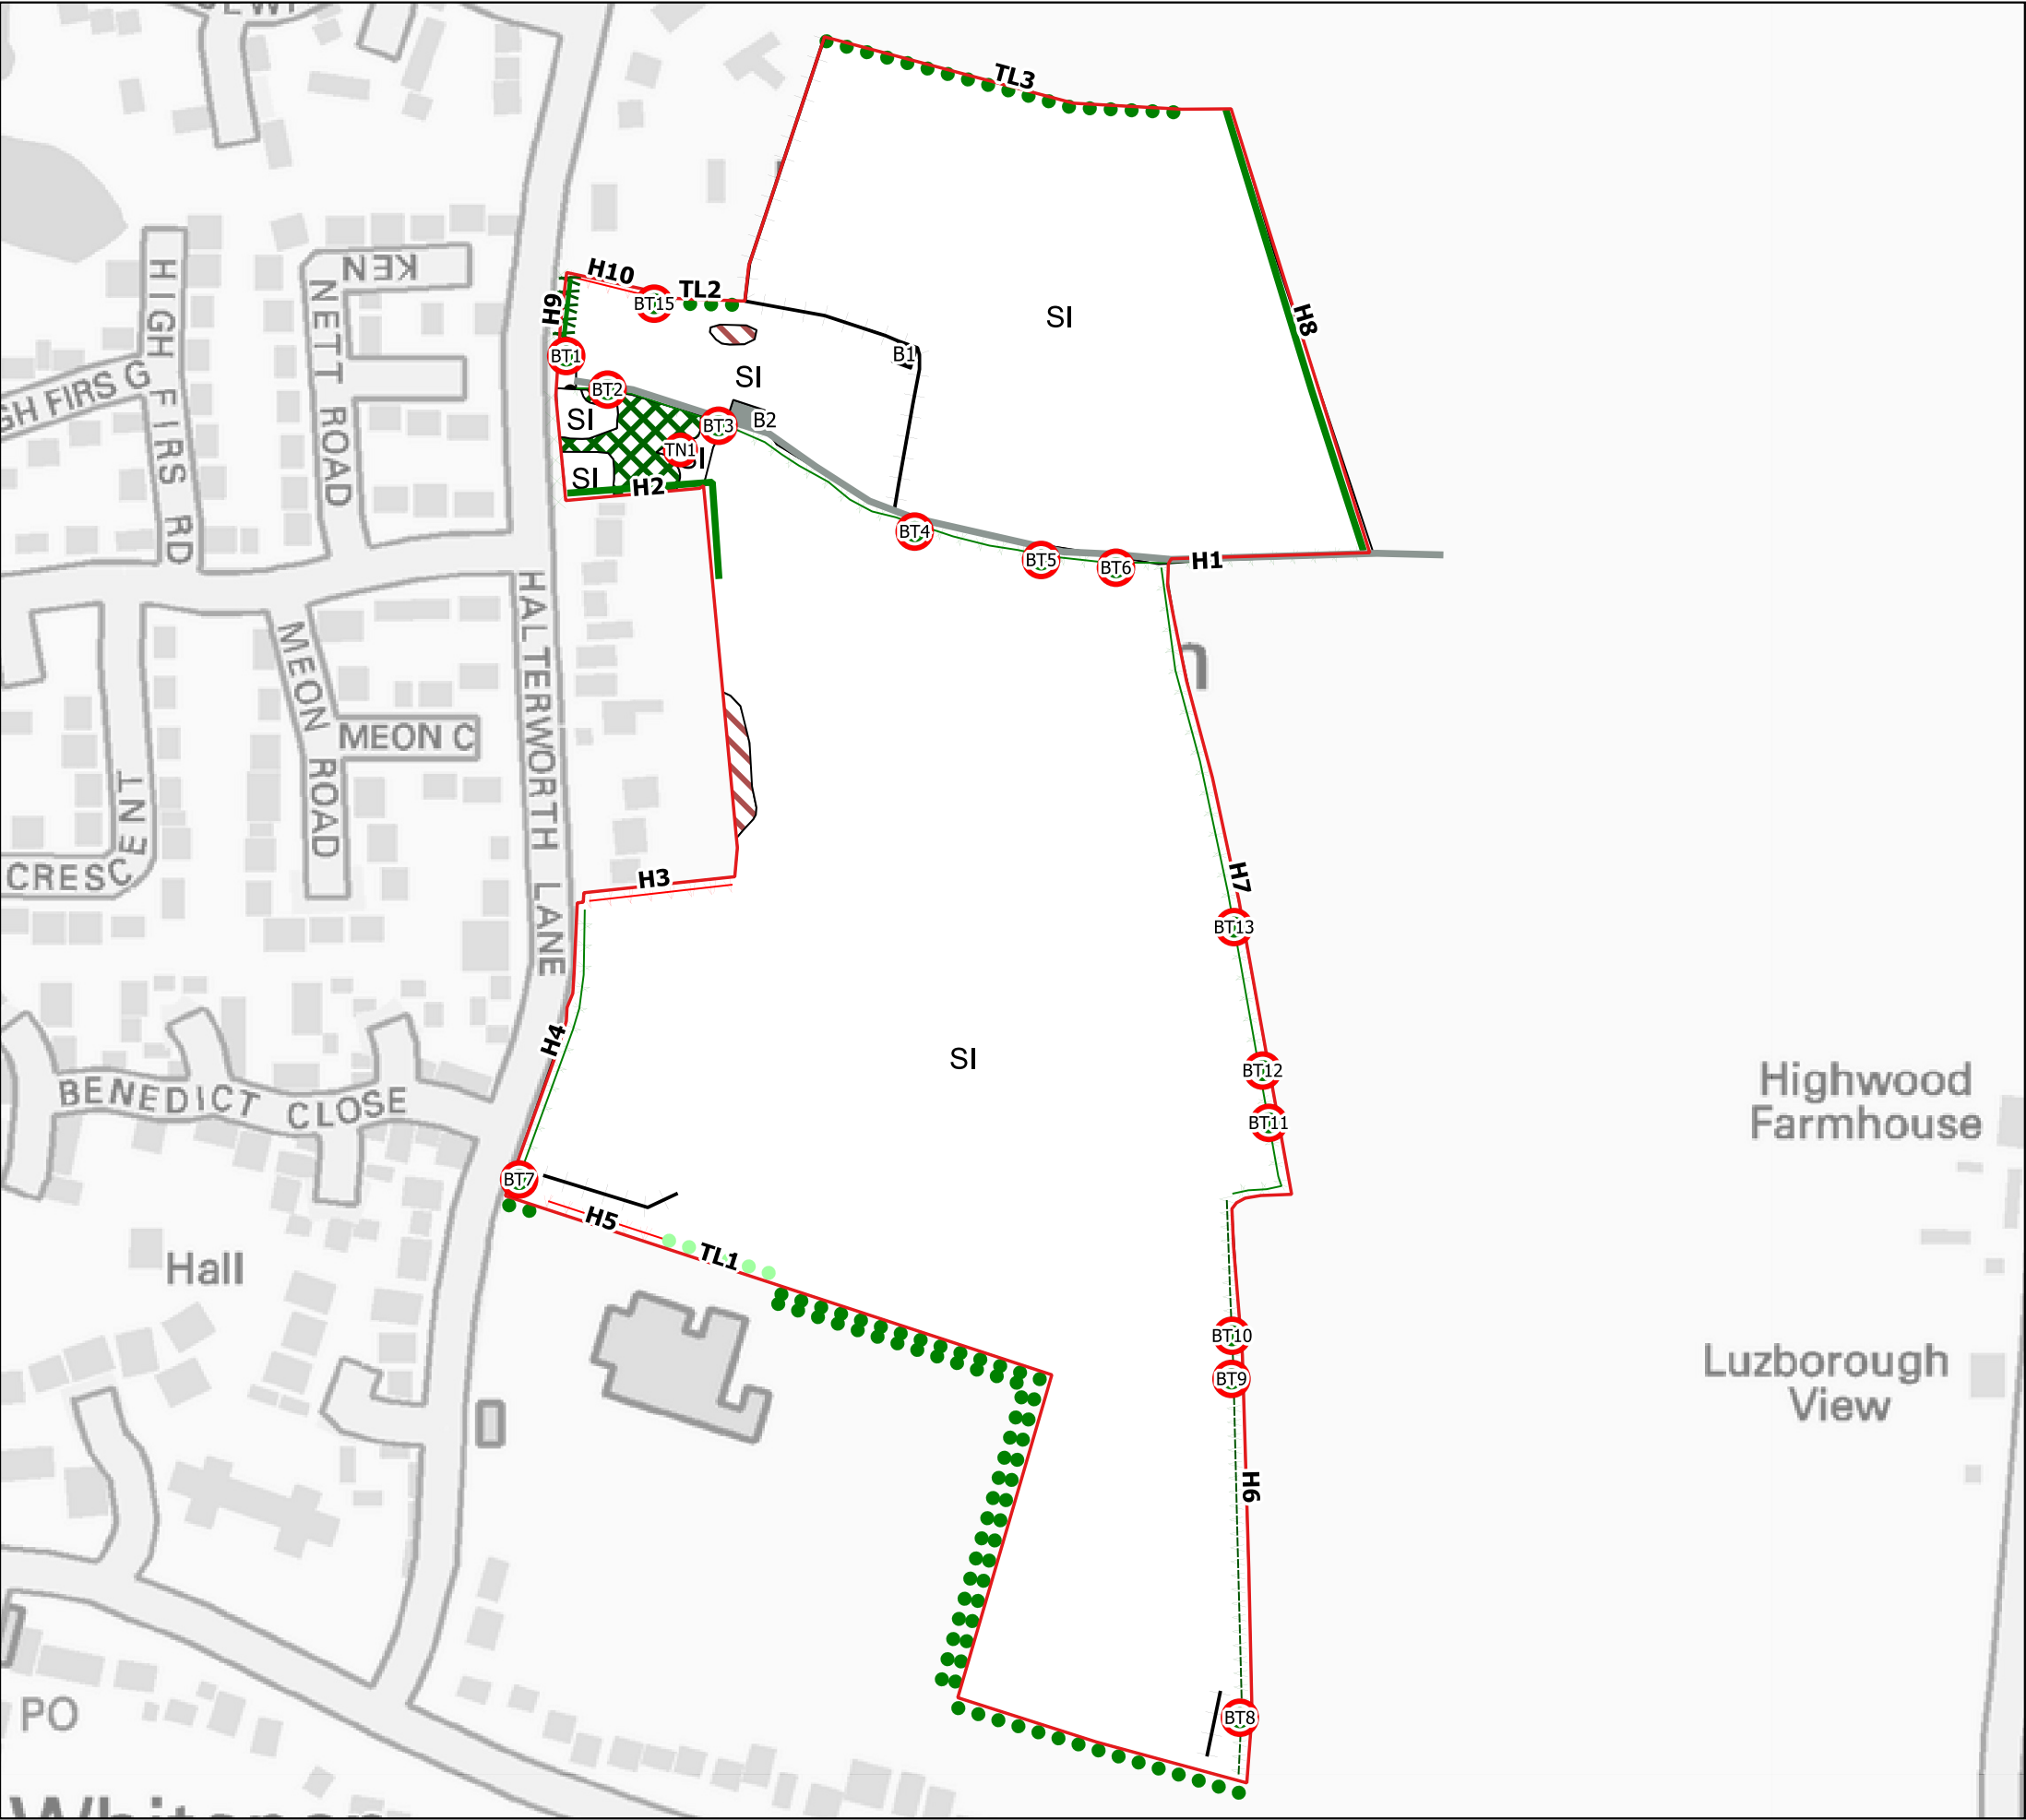 TL3
HIGH FIRS RD
KEN
NETT ROAD
H10
TL2
BT15
H9
SI
H8
BT1
B1
SI
GH FIRS G
BT2
SI
B2
BT3
TN1
SI
SI
H2
BT4
BT5
BT6
H1
HALTERWORTH LANE
MEON ROAD
MEON C
CRESCENT
H3
H7
BT13
H4
SI
BT12
BT11
BENEDICT CLOSE
Highwood
Farmhouse
BT7
H5
TL1
Hall
BT10
BT9
Luzborough
View
H6
PO
BT8